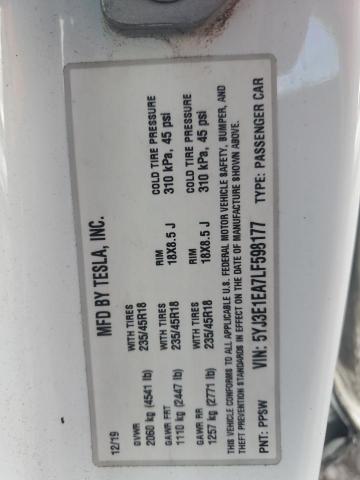 MFD BY TESLA, INC.
12/19
GVWR WITH TIRES RIM COLD TIRE PRESSURE
2060 kg (4541 lb) 235/45R18 18X8.5 J 310 kPa, 45 psi
GAWR FRT
1110 kg (2447 lb) 235/45R18
GAWR RR WITH TIRES RIM COLD TIRE PRESSURE
1257 kg (2771 lb) 235/45R18 18X8.5 J 310 kPa, 45 psi
THIS VEHICLE CONFORMS TO ALL APPLICABLE U.S. FEDERAL MOTOR VEHICLE SAFETY, BUMPER, AND
THEFT PREVENTION STANDARDS IN EFFECT ON THE DATE OF MANUFACTURE SHOWN ABOVE.
PNT: PPSW VIN: 5YJ3E1EA7LF598177 TYPE: PASSENGER CAR